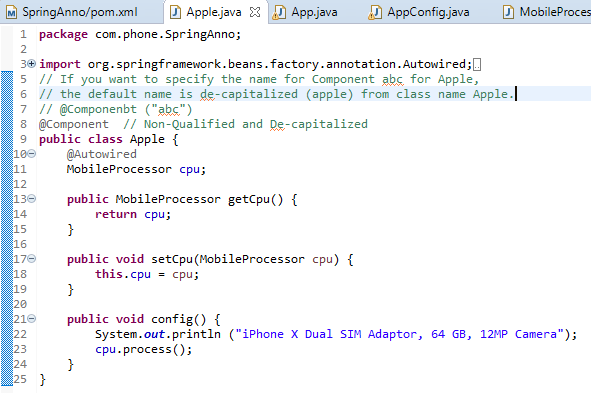 SpringAnno/pom.xml Apple.java App.java AppConfig.java MobileProces
1 package com.phone.SpringAnno;
2
3 import org.springframework.beans.factory.annotation.Autowired;
5 // If you want to specify the name for Component abc for Apple,
6 // the default name is de-capitalized (apple) from class name Apple.
7 // @Componenbt ("abc")
8 @Component // Non-Qualified and De-capitalized
9 public class Apple {
10 @Autowired
11 MobileProcessor cpu;
12
13 public MobileProcessor getCpu() {
14 return cpu;
15 }
16
17 public void setCpu(MobileProcessor cpu) {
18 this.cpu = cpu;
19 }
20
21 public void config() {
22 System.out.println ("iPhone X Dual SIM Adaptor, 64 GB, 12MP Camera");
23 cpu.process();
24 }
25 }